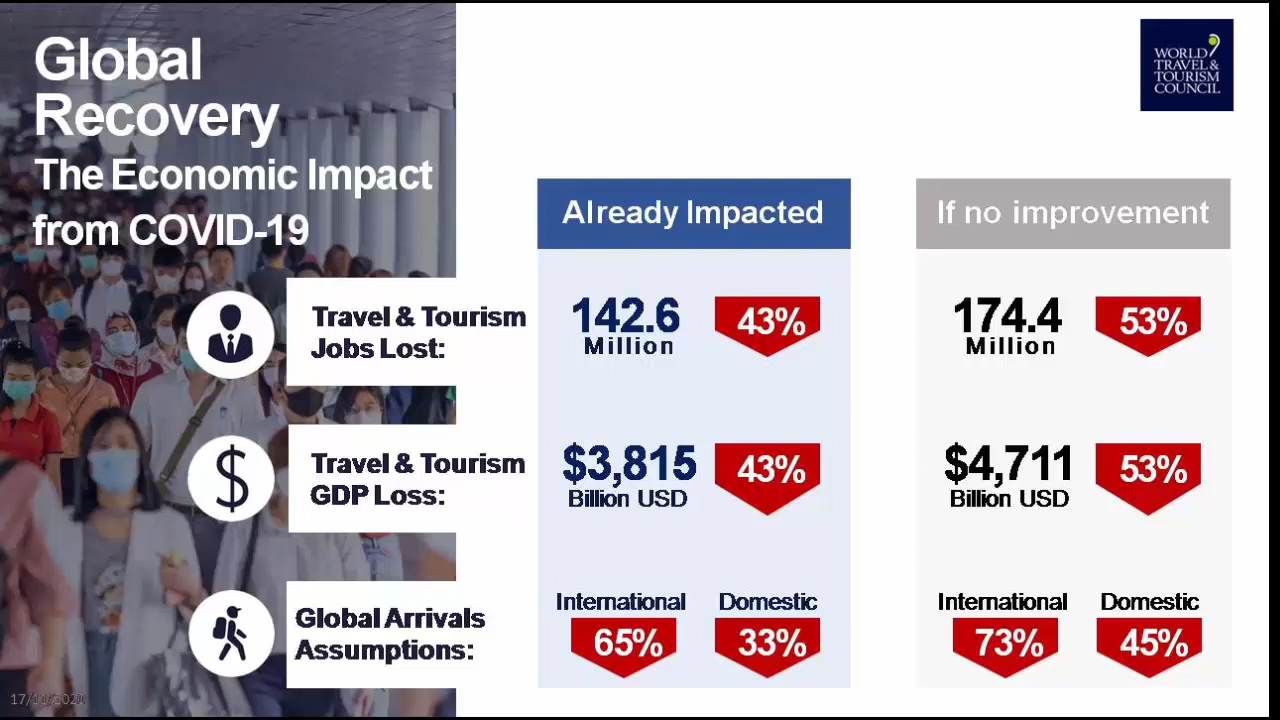 Global
Recovery
The Economic Impact
from COVID-19
WORLD
TRAVEL &
TOURISM
COUNCIL
Already Impacted
If no improvement
Travel & Tourism
Jobs Lost:
142.6
Million
43%
174.4
Million
53%
Travel & Tourism
GDP Loss:
$3,815
Billion USD
43%
$4,711
Billion USD
53%
Global Arrivals
Assumptions:
International
65%
Domestic
33%
International
73%
Domestic
45%